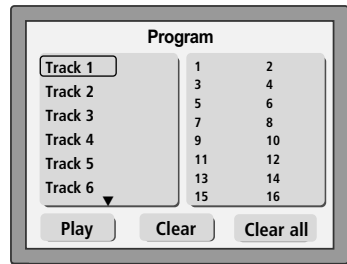 Program
Track 1
Track 2
Track 3
Track 4
Track 5
Track 6
1 2
3 4
5 6
7 8
9 10
11 12
13 14
15 16
Play Clear Clear all